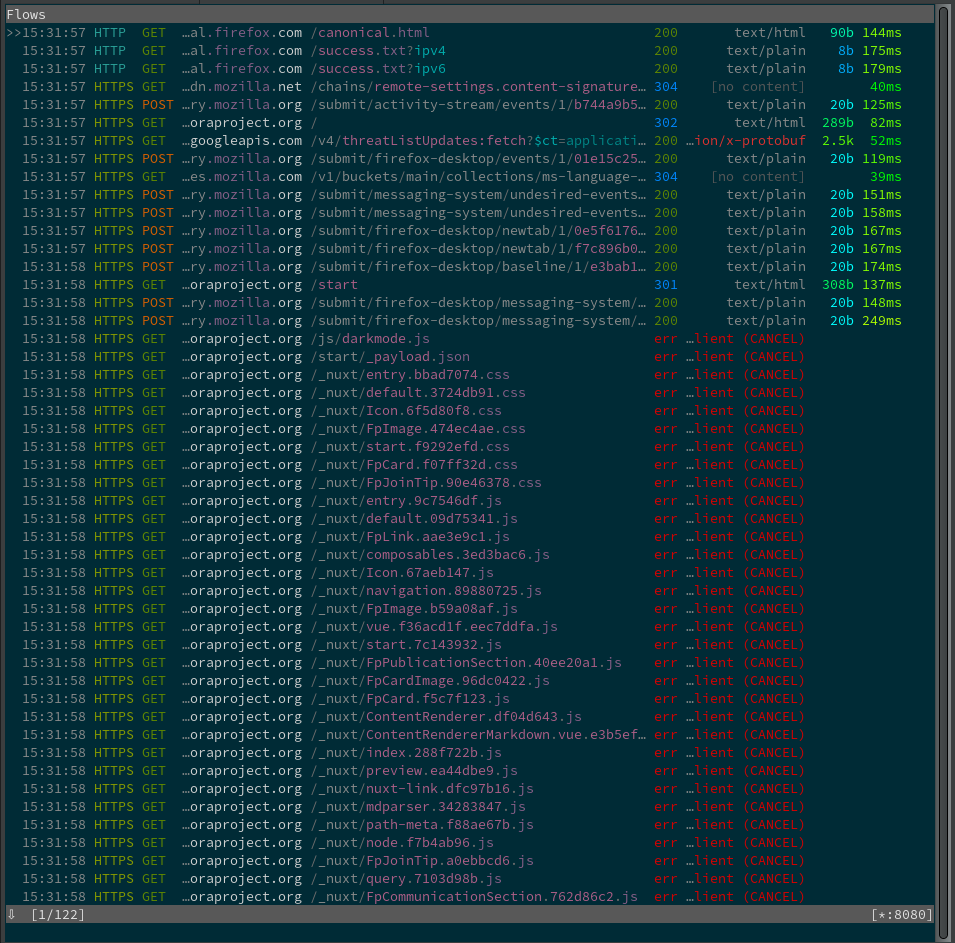 Flows
>>15:31:57 HTTP GET …al.firefox.com /canonical.html 200 text/html 90b 144ms
15:31:57 HTTP GET …al.firefox.com /success.txt?ipv4 200 text/plain 8b 175ms
15:31:57 HTTP GET …al.firefox.com /success.txt?ipv6 200 text/plain 8b 179ms
15:31:57 HTTPS GET …dn.mozilla.net /chains/remote-settings.content-signature… 304 [no content] 40ms
15:31:57 HTTPS POST …ry.mozilla.org /submit/activity-stream/events/1/b744a9b5… 200 text/plain 20b 125ms
15:31:57 HTTPS GET …oraproject.org / 302 text/html 289b 82ms
15:31:57 HTTPS GET …googleapis.com /v4/threatListUpdates:fetch?$ct=applicati… 200 …ion/x-protobuf 2.5k 52ms
15:31:57 HTTPS POST …ry.mozilla.org /submit/firefox-desktop/events/1/01e15c25… 200 text/plain 20b 119ms
15:31:57 HTTPS GET …es.mozilla.com /v1/buckets/main/collections/ms-language-… 304 [no content] 39ms
15:31:57 HTTPS POST …ry.mozilla.org /submit/messaging-system/undesired-events… 200 text/plain 20b 151ms
15:31:57 HTTPS POST …ry.mozilla.org /submit/messaging-system/undesired-events… 200 text/plain 20b 158ms
15:31:57 HTTPS POST …ry.mozilla.org /submit/firefox-desktop/newtab/1/0e5f6176… 200 text/plain 20b 167ms
15:31:57 HTTPS POST …ry.mozilla.org /submit/firefox-desktop/newtab/1/f7c896b0… 200 text/plain 20b 167ms
15:31:58 HTTPS POST …ry.mozilla.org /submit/firefox-desktop/baseline/1/e3bab1… 200 text/plain 20b 174ms
15:31:58 HTTPS GET …oraproject.org /start 301 text/html 308b 137ms
15:31:58 HTTPS POST …ry.mozilla.org /submit/firefox-desktop/messaging-system/… 200 text/plain 20b 148ms
15:31:58 HTTPS POST …ry.mozilla.org /submit/firefox-desktop/messaging-system/… 200 text/plain 20b 249ms
15:31:58 HTTPS GET …oraproject.org /js/darkmode.js err …lient (CANCEL)
15:31:58 HTTPS GET …oraproject.org /start/_payload.json err …lient (CANCEL)
15:31:58 HTTPS GET …oraproject.org /_nuxt/entry.bbad7074.css err …lient (CANCEL)
15:31:58 HTTPS GET …oraproject.org /_nuxt/default.3724db91.css err …lient (CANCEL)
15:31:58 HTTPS GET …oraproject.org /_nuxt/Icon.6f5d80f8.css err …lient (CANCEL)
15:31:58 HTTPS GET …oraproject.org /_nuxt/FpImage.474ec4ae.css err …lient (CANCEL)
15:31:58 HTTPS GET …oraproject.org /_nuxt/start.f9292efd.css err …lient (CANCEL)
15:31:58 HTTPS GET …oraproject.org /_nuxt/FpCard.f07ff32d.css err …lient (CANCEL)
15:31:58 HTTPS GET …oraproject.org /_nuxt/FpJoinTip.90e46378.css err …lient (CANCEL)
15:31:58 HTTPS GET …oraproject.org /_nuxt/entry.9c7546df.js err …lient (CANCEL)
15:31:58 HTTPS GET …oraproject.org /_nuxt/default.09d75341.js err …lient (CANCEL)
15:31:58 HTTPS GET …oraproject.org /_nuxt/FpLink.aae3e9c1.js err …lient (CANCEL)
15:31:58 HTTPS GET …oraproject.org /_nuxt/composables.3ed3bac6.js err …lient (CANCEL)
15:31:58 HTTPS GET …oraproject.org /_nuxt/Icon.67aeb147.js err …lient (CANCEL)
15:31:58 HTTPS GET …oraproject.org /_nuxt/navigation.89880725.js err …lient (CANCEL)
15:31:58 HTTPS GET …oraproject.org /_nuxt/FpImage.b59a08af.js err …lient (CANCEL)
15:31:58 HTTPS GET …oraproject.org /_nuxt/vue.f36acd1f.eec7ddfa.js err …lient (CANCEL)
15:31:58 HTTPS GET …oraproject.org /_nuxt/start.7c143932.js err …lient (CANCEL)
15:31:58 HTTPS GET …oraproject.org /_nuxt/FpPublicationSection.40ee20a1.js err …lient (CANCEL)
15:31:58 HTTPS GET …oraproject.org /_nuxt/FpCardImage.96dc0422.js err …lient (CANCEL)
15:31:58 HTTPS GET …oraproject.org /_nuxt/FpCard.f5c7f123.js err …lient (CANCEL)
15:31:58 HTTPS GET …oraproject.org /_nuxt/ContentRenderer.df04d643.js err …lient (CANCEL)
15:31:58 HTTPS GET …oraproject.org /_nuxt/ContentRendererMarkdown.vue.e3b5ef… err …lient (CANCEL)
15:31:58 HTTPS GET …oraproject.org /_nuxt/index.288f722b.js err …lient (CANCEL)
15:31:58 HTTPS GET …oraproject.org /_nuxt/preview.ea44dbe9.js err …lient (CANCEL)
15:31:58 HTTPS GET …oraproject.org /_nuxt/nuxt-link.dfc97b16.js err …lient (CANCEL)
15:31:58 HTTPS GET …oraproject.org /_nuxt/mdparser.34283847.js err …lient (CANCEL)
15:31:58 HTTPS GET …oraproject.org /_nuxt/path-meta.f88ae67b.js err …lient (CANCEL)
15:31:58 HTTPS GET …oraproject.org /_nuxt/node.f7b4ab96.js err …lient (CANCEL)
15:31:58 HTTPS GET …oraproject.org /_nuxt/FpJoinTip.a0ebbcd6.js err …lient (CANCEL)
15:31:58 HTTPS GET …oraproject.org /_nuxt/query.7103d98b.js err …lient (CANCEL)
15:31:58 HTTPS GET …oraproject.org /_nuxt/FpCommunicationSection.762d86c2.js err …lient (CANCEL)
⇩ [1/122] [*:8080]